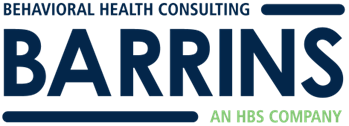 BEHAVIORAL HEALTH CONSULTING
BARRINS
AN HBS COMPANY